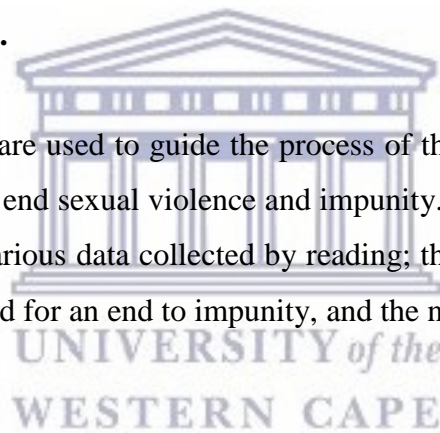 .
are used to guide the process of th
end sexual violence and impunity.
arious data collected by reading; th
d for an end to impunity, and the n
UNIVERSITY of the
WESTERN CAPE